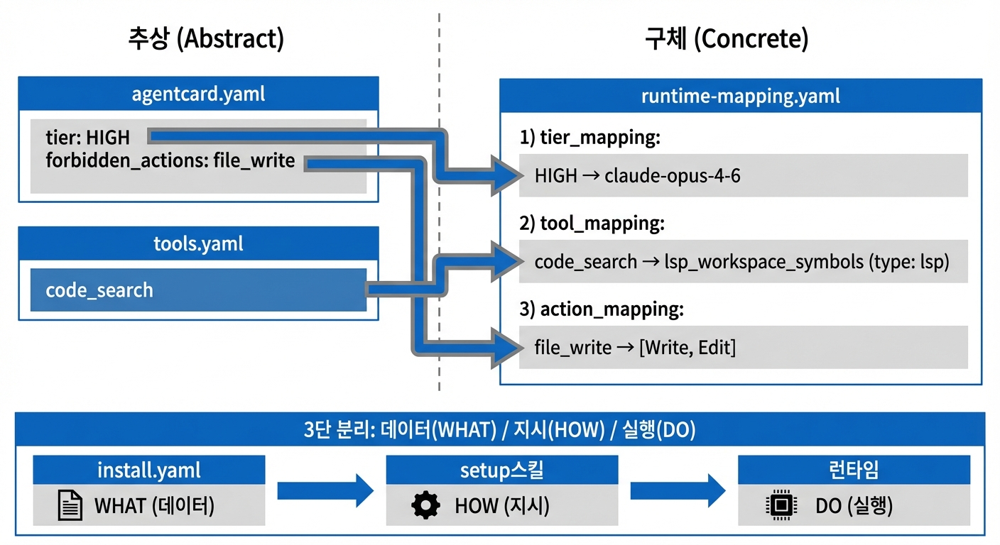 추상 (Abstract)
agentcard.yaml
tier: HIGH
forbidden_actions: file_write
tools.yaml
code_search
구체 (Concrete)
runtime-mapping.yaml
1) tier_mapping:
HIGH → claude-opus-4-6
2) tool_mapping:
code_search → lsp_workspace_symbols (type: lsp)
3) action_mapping:
file_write → [Write, Edit]
3단 분리: 데이터(WHAT) / 지시(HOW) / 실행(DO)
install.yaml
WHAT (데이터)
setup스킬
HOW (지시)
런타임
DO (실행)